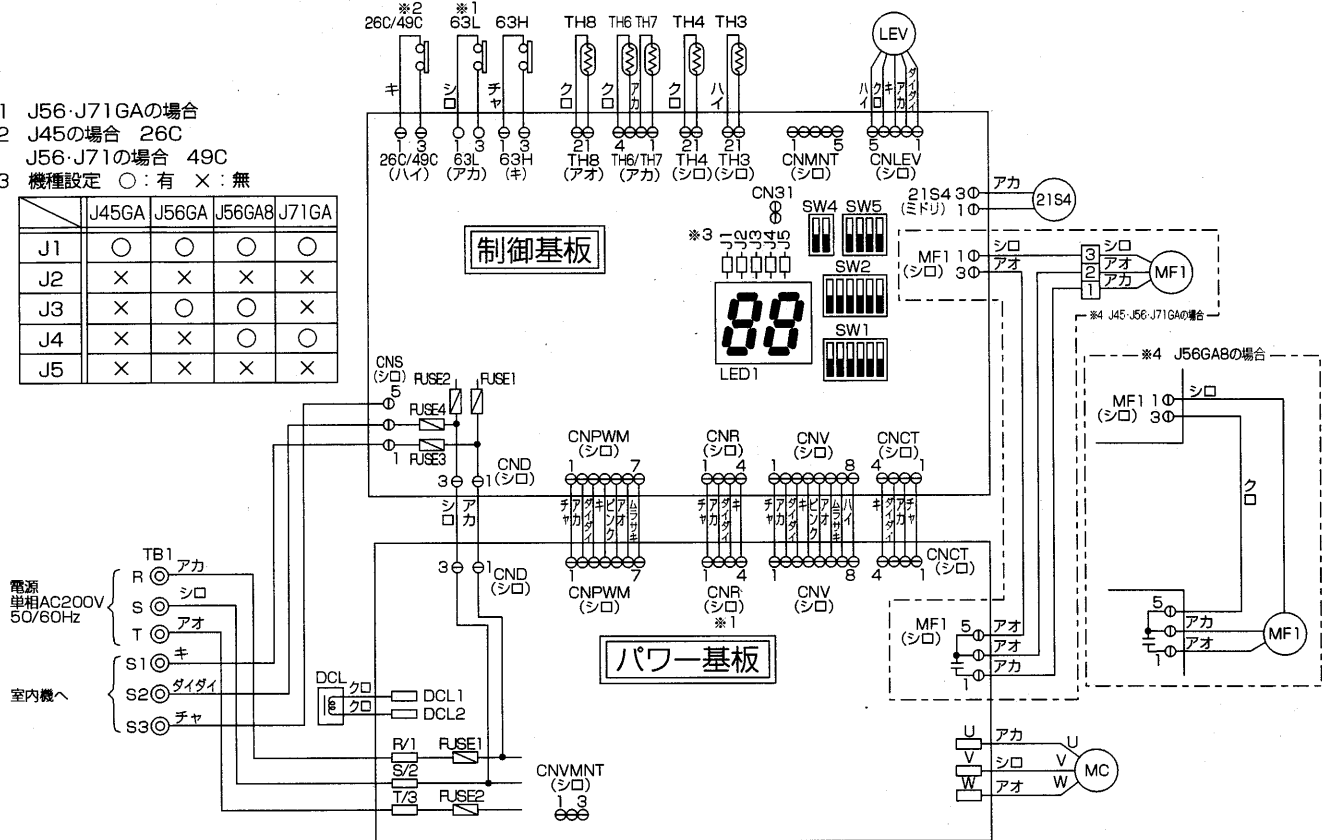 ※2
26C/49C
※1
63L
63H
TH8
TH6 TH7
TH4
TH3
LEV
キ
シロ
チャ
クロ
クロ
アカ
クロ
ハイ
ハイ
クロ
キ
アカ
ダイダイ
1 J56·J71GAの場合
2 J45の場合 26C
J56·J71の場合 49C
3 機種設定 ○:有 ×:無
J45GA J56GA J56GA8 J71GA
J1 ○ ○ ○ ○
J2 × × × ×
J3 × ○ ○ ×
J4 × × ○ ○
J5 × × × ×
1 3
1 3
1 3
21
4 1
21
21
5
5 1
26C/49C
(ハイ)
63L
(アカ)
63H
(キ)
TH8
(アオ)
TH6/TH7
(アカ)
TH4
(シロ)
TH3
(シロ)
CNMNT
(シロ)
CNLEV
(シロ)
CN31
SW4
SW5
21S4 3
(ミドリ) 1
アカ
21S4
※3
J1
J2
J3
J4
J5
制御基板
SW2
SW1
88
LED1
MF1 1
(シロ) 3
シロ
アオ
3
2
1
シロ
アオ
アカ
MF1
※4 J45·J56·J71GAの場合
※4 J56GA8の場合
MF1 1
(シロ) 3
シロ
クロ
5
アカ
アオ
1
MF1
CNS
(シロ)
5
1
FUSE2
FUSE1
FUSE4
FUSE3
3 1
CND
(シロ)
シロ
アカ
3 1
CND
(シロ)
CNPWM
(シロ)
1 7
チャ
アカ
ダイダイ
キ
ピンク
アオ
ムラサキ
1 7
CNPWM
(シロ)
CNR
(シロ)
1 4
チャ
アカ
ダイダイ
キ
1 4
CNR
(シロ)
※1
CNV
(シロ)
1 8
チャ
アカ
ダイダイ
キ
ピンク
アオ
ムラサキ
ハイ
1 8
CNV
(シロ)
CNCT
(シロ)
4 1
キ
ダイダイ
アカ
チャ
4 1
CNCT
(シロ)
パワー基板
MF1
(シロ)
5
1
アオ
アオ
アカ
TB1
電源
単相AC200V
50/60Hz
R アカ
S シロ
T アオ
室内機へ
S1 キ
S2 ダイダイ
S3 チャ
DCL
クロ
クロ
DCL1
DCL2
R/1
FUSE1
S/2
T/3
FUSE2
CNVMNT
(シロ)
1 3
U アカ U
V シロ V
W アオ W
MC